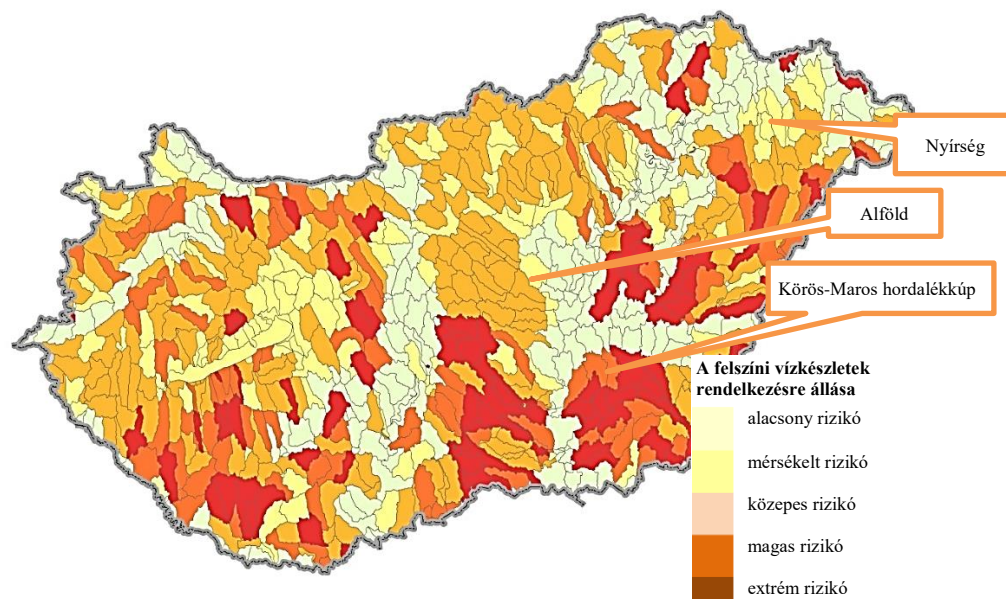 Nyírség
Alföld
Körös-Maros hordalékkúp
A felszíni vízkészletek
rendelkezésre állása
alacsony rizikó
mérsékelt rizikó
közepes rizikó
magas rizikó
extrém rizikó